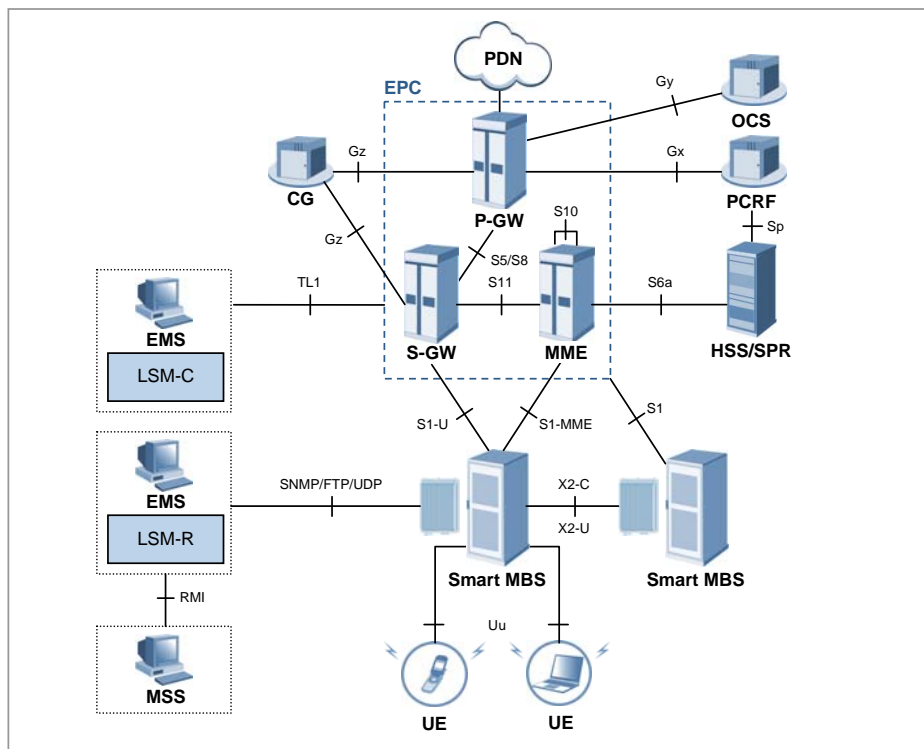 PDN
EPC
Gy
OCS
Gz
Gx
CG
P-GW
PCRF
S10
Sp
Gz
S5/S8
TL1
S11
S6a
EMS
S-GW
MME
HSS/SPR
LSM-C
S1-U
S1-MME
S1
SNMP/FTP/UDP
X2-C
EMS
X2-U
LSM-R
Smart MBS
Smart MBS
RMI
Uu
MSS
UE
UE